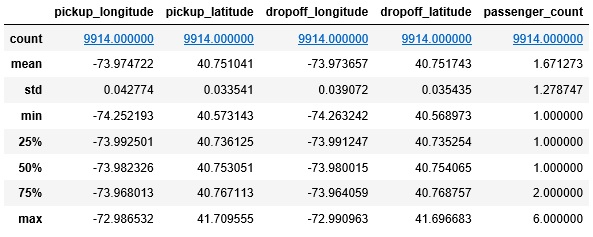 pickup_longitude pickup_latitude dropoff_longitude dropoff_latitude passenger_count
count 9914.000000 9914.000000 9914.000000 9914.000000 9914.000000
mean -73.974722 40.751041 -73.973657 40.751743 1.671273
std 0.042774 0.033541 0.039072 0.035435 1.278747
min -74.252193 40.573143 -74.263242 40.568973 1.000000
25% -73.992501 40.736125 -73.991247 40.735254 1.000000
50% -73.982326 40.753051 -73.980015 40.754065 1.000000
75% -73.968013 40.767113 -73.964059 40.768757 2.000000
max -72.986532 41.709555 -72.990963 41.696683 6.000000